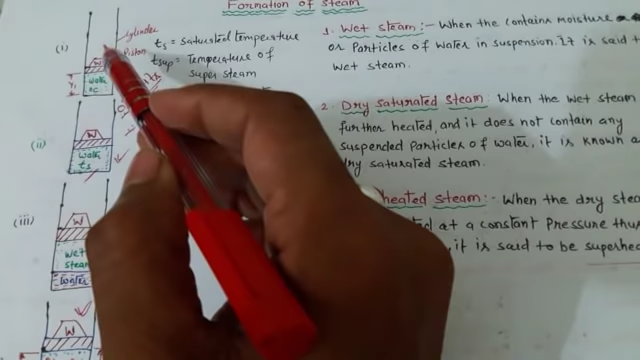 Formation of steam
(i)
cylinder
Piston
W
water
0°C
ts = saturated temperature
tsup = Temperature of
super steam
(ii)
W
water
ts
(iii)
W
Wet
steam
water
W
1. Wet steam :- When the contains moisture
or Particles of water in suspension. It is said t
wet steam.
2. Dry saturated steam: When the wet steam
further heated, and it does not contain any
suspended particles of water, it is known a
dry saturated steam.
heated steam :- When the dry stea
at a constant pressure thus
it is said to be superhea